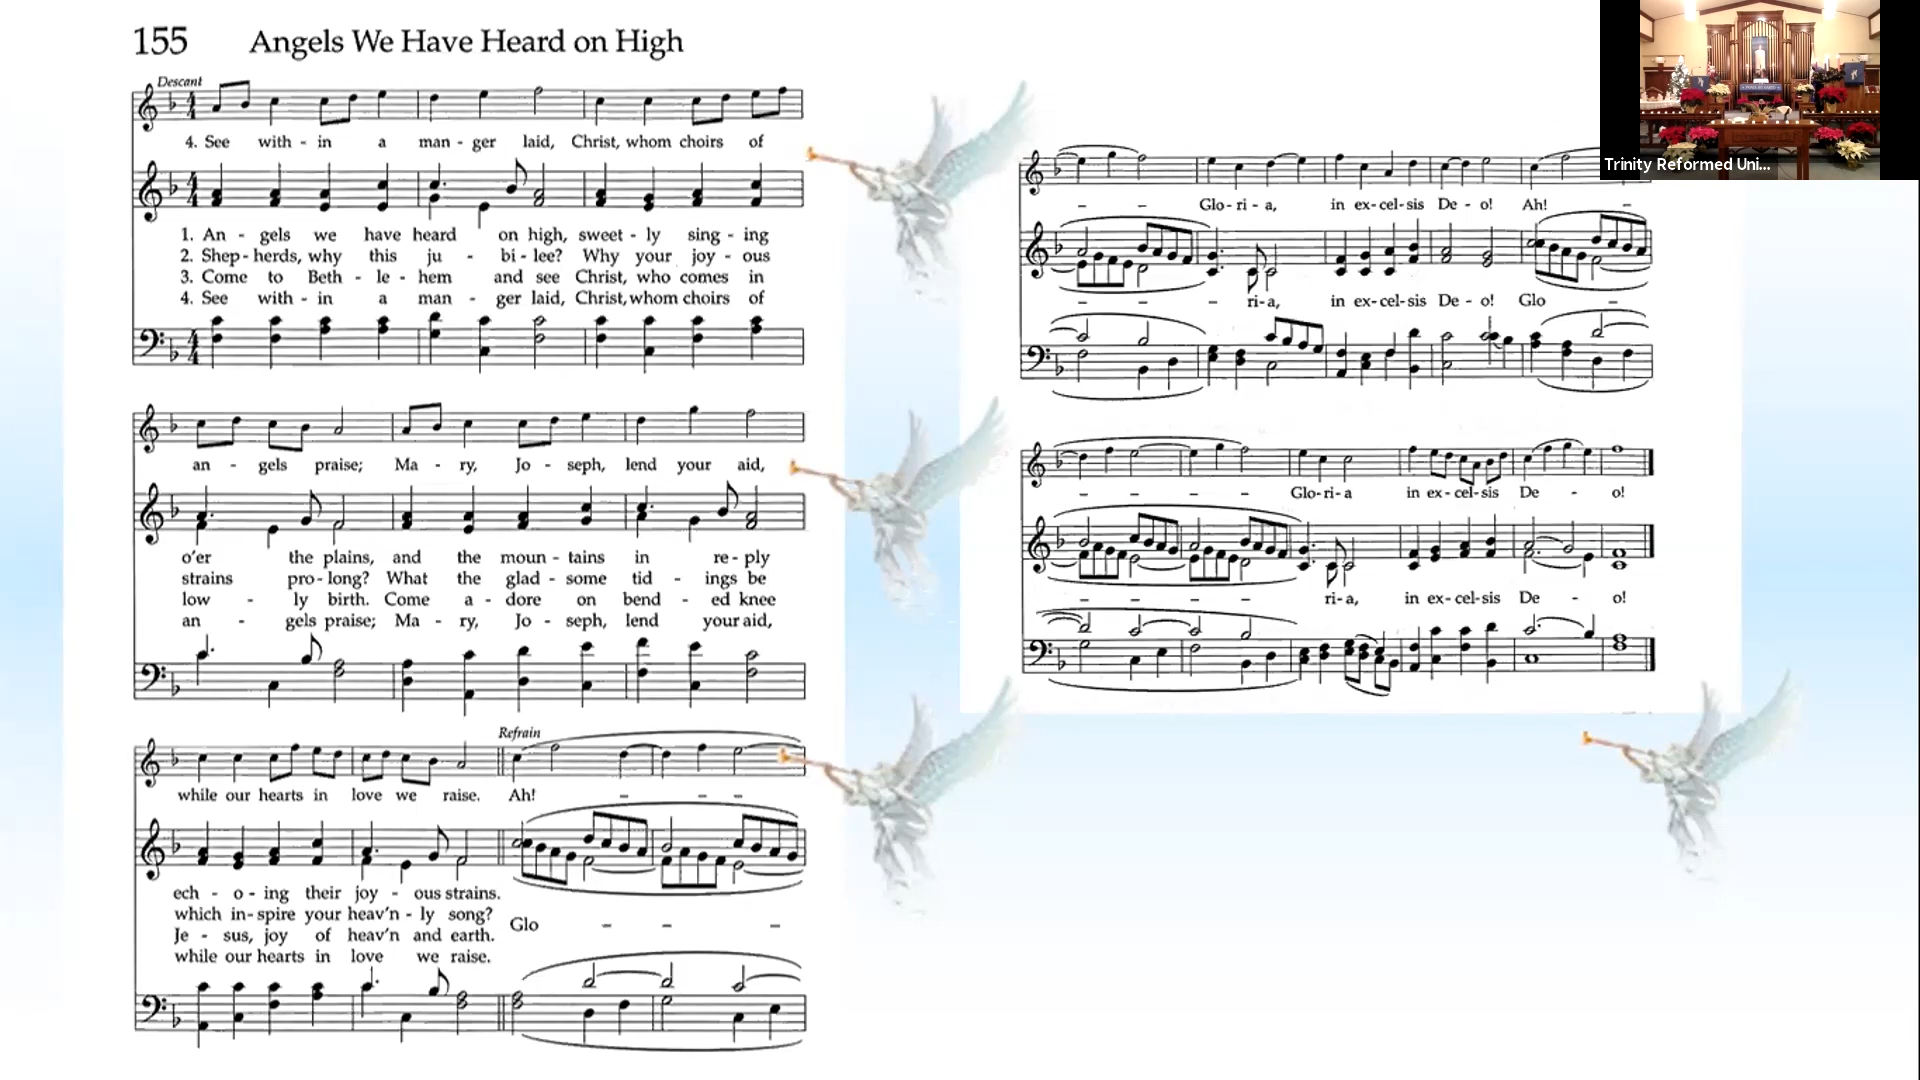 155 Angels We Have Heard on High
Descant
4. See with - in a man - ger laid, Christ, whom choirs of
1. An - gels we have heard on high, sweet - ly sing - ing
2. Shep - herds, why this ju - bi - lee? Why your joy - ous
3. Come to Beth - le - hem and see Christ, who comes in
4. See with - in a man - ger laid, Christ, whom choirs of
an - gels praise; Ma - ry, Jo - seph, lend your aid,
o'er the plains, and the moun - tains in re - ply
strains pro - long? What the glad - some tid - ings be
low - ly birth. Come a - dore on bend - ed knee
an - gels praise; Ma - ry, Jo - seph, lend your aid,
Refrain
while our hearts in love we raise. Ah! - - -
ech - o - ing their joy - ous strains.
which in - spire your heav'n - ly song?
Glo - - -
Je - sus, joy of heav'n and earth.
while our hearts in love we raise.
- - Glo - ri - a, in ex - cel - sis De - o! Ah! -
- - - ri - a, in ex - cel - sis De - o! Glo -
- - - - Glo - ri - a in ex - cel - sis De - o!
- - - - ri - a, in ex - cel - sis De - o!
Trinity Reformed Uni...